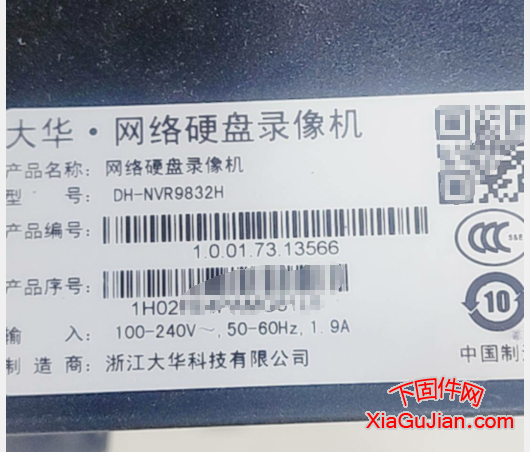 大华·网络硬盘录像机
产品名称: 网络硬盘录像机
型 号: DH-NVR9832H
产品编号:
1.0.01.73.13566
产品序号:
1H02
输 入: 100-240V~, 50-60Hz, 1.9A
制造商: 浙江大华科技有限公司
CCC
S&E
10
中国制
下固件网
XiaGuJian.com